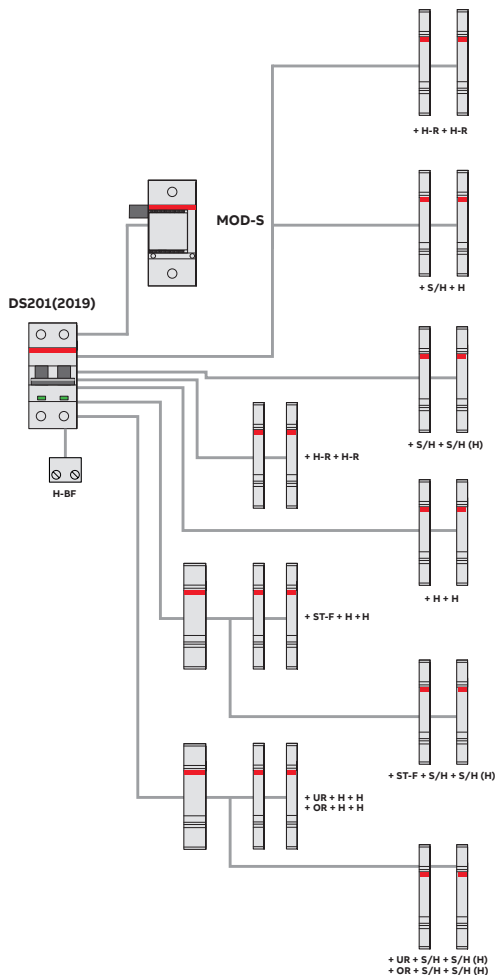 + H-R + H-R
MOD-S
+ S/H + H
DS201(2019)
+ S/H + S/H (H)
+ H-R + H-R
H-BF
+ H + H
+ ST-F + H + H
+ ST-F + S/H + S/H (H)
+ UR + H + H
+ OR + H + H
+ UR + S/H + S/H (H)
+ OR + S/H + S/H (H)